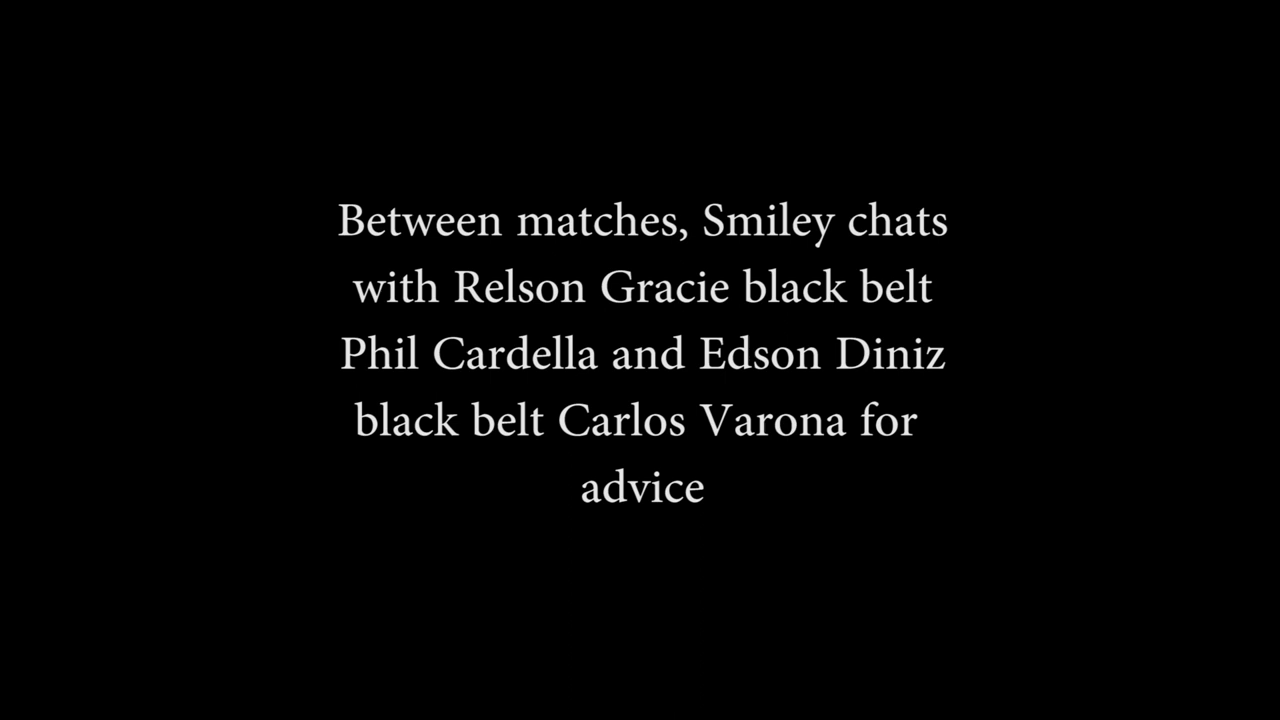 Between matches, Smiley chats
with Relson Gracie black belt
Phil Cardella and Edson Diniz
black belt Carlos Varona for
advice